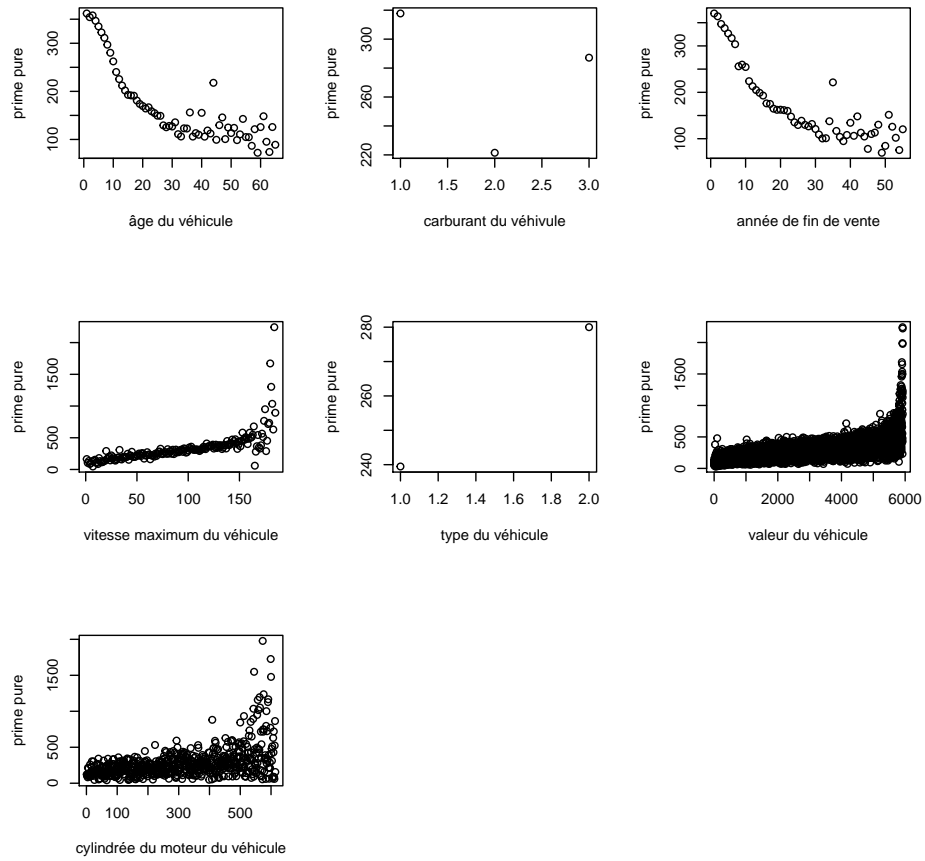 prime pure
100 200 300
0 10 20 30 40 50 60
âge du véhicule
prime pure
220 260 300
1.0 1.5 2.0 2.5 3.0
carburant du véhivule
prime pure
100 200 300
0 10 20 30 40 50
année de fin de vente
prime pure
0 500 1500
0 50 100 150
vitesse maximum du véhicule
prime pure
240 260 280
1.0 1.2 1.4 1.6 1.8 2.0
type du véhicule
prime pure
0 500 1500
0 2000 4000 6000
valeur du véhicule
prime pure
0 500 1500
0 100 300 500
cylindrée du moteur du véhicule